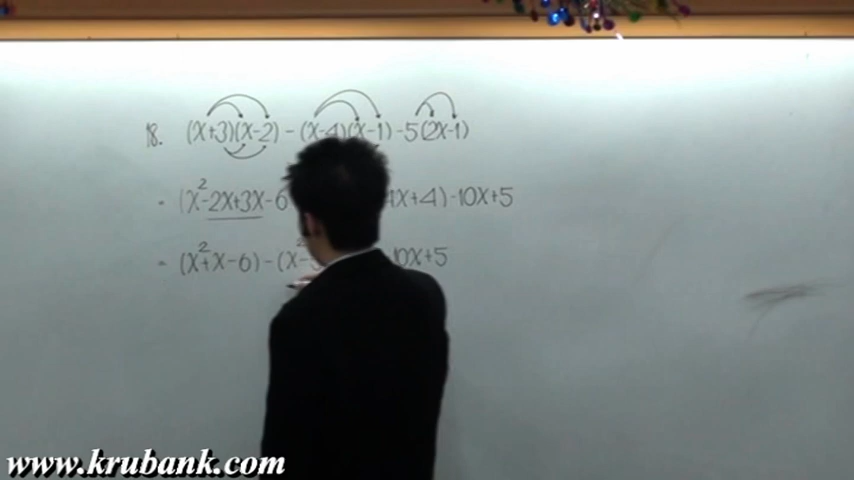 18. (x+3)(x-2) - (x-4)(x-1) - 5(2x-1)
= (x²-2x+3x-6 x+4) - 10x+5
= (x²+x-6) - (x² 10x+5
www.krubank.com